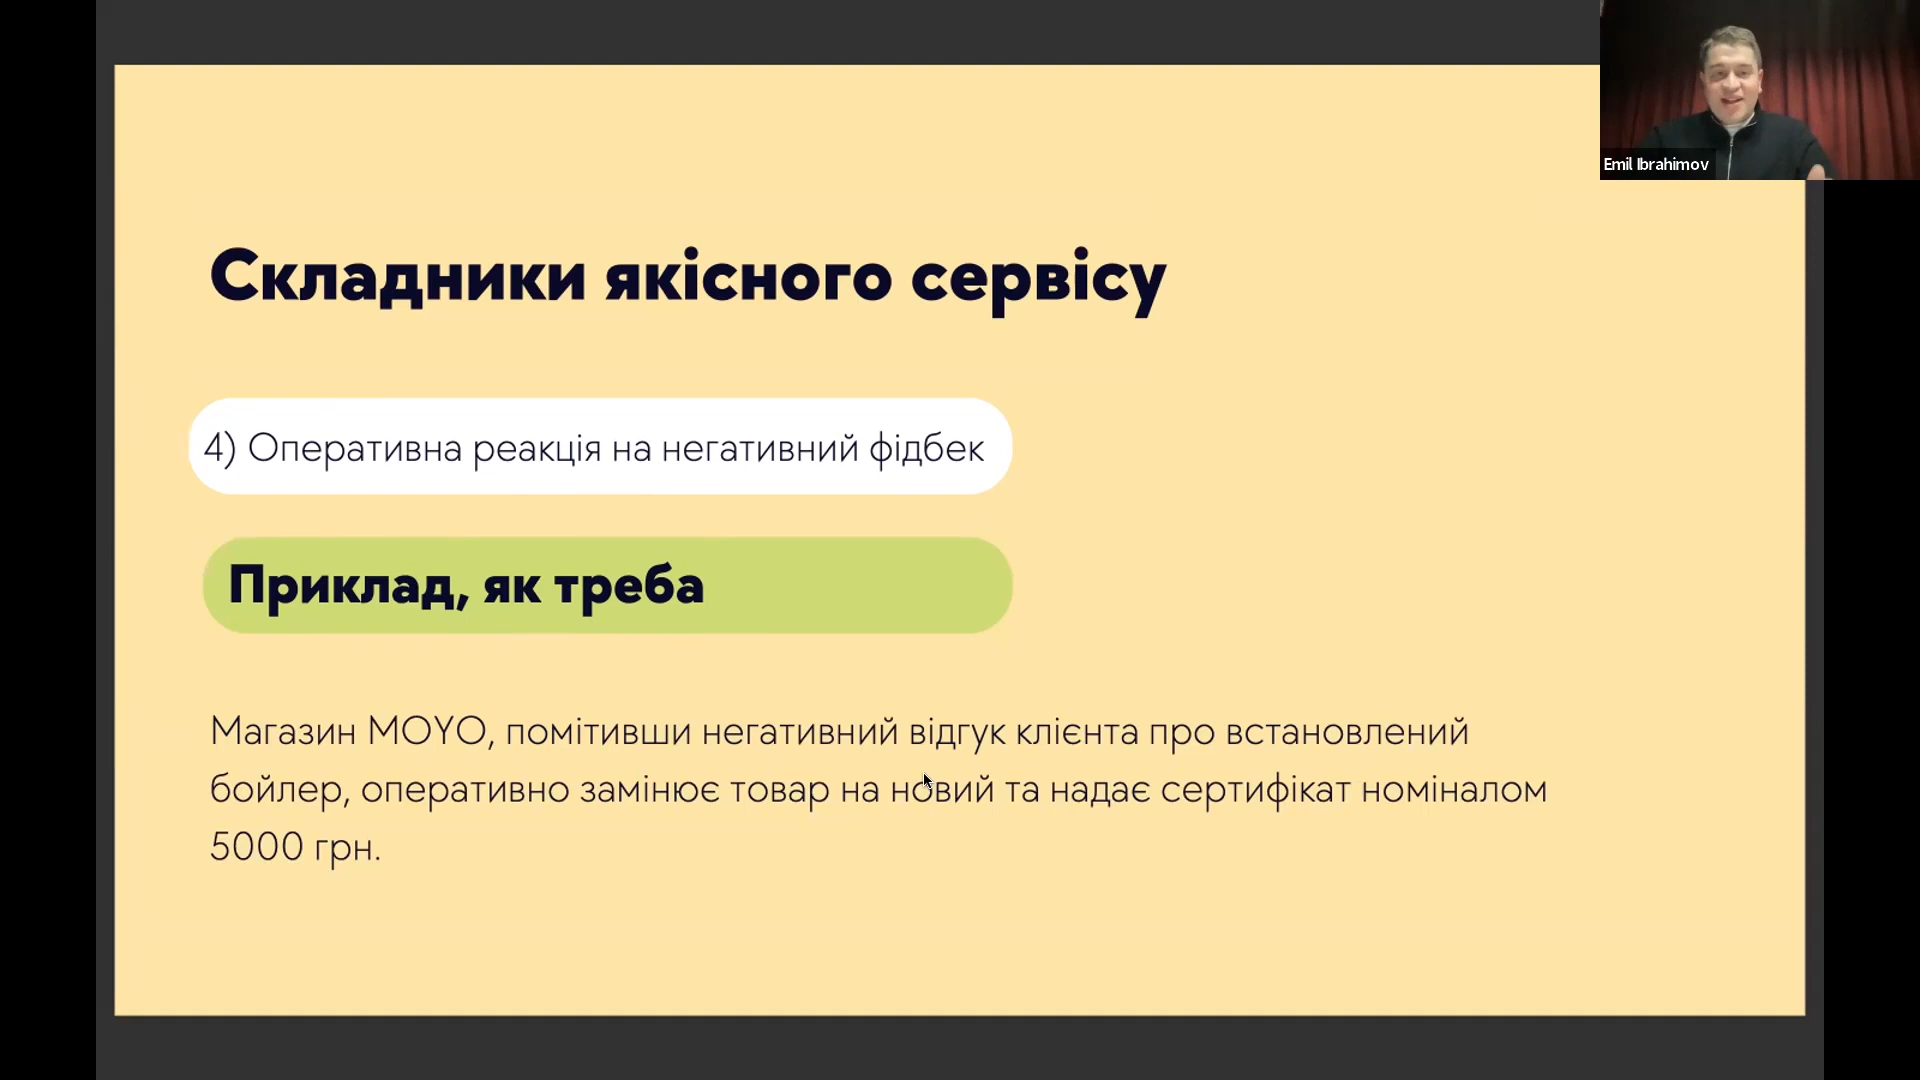 Emil Ibrahimov
Складники якісного сервісу
4) Оперативна реакція на негативний фідбек
Приклад, як треба
Магазин MOYO, помітивши негативний відгук клієнта про встановлений
бойлер, оперативно замінює товар на новий та надає сертифікат номіналом
5000 грн.